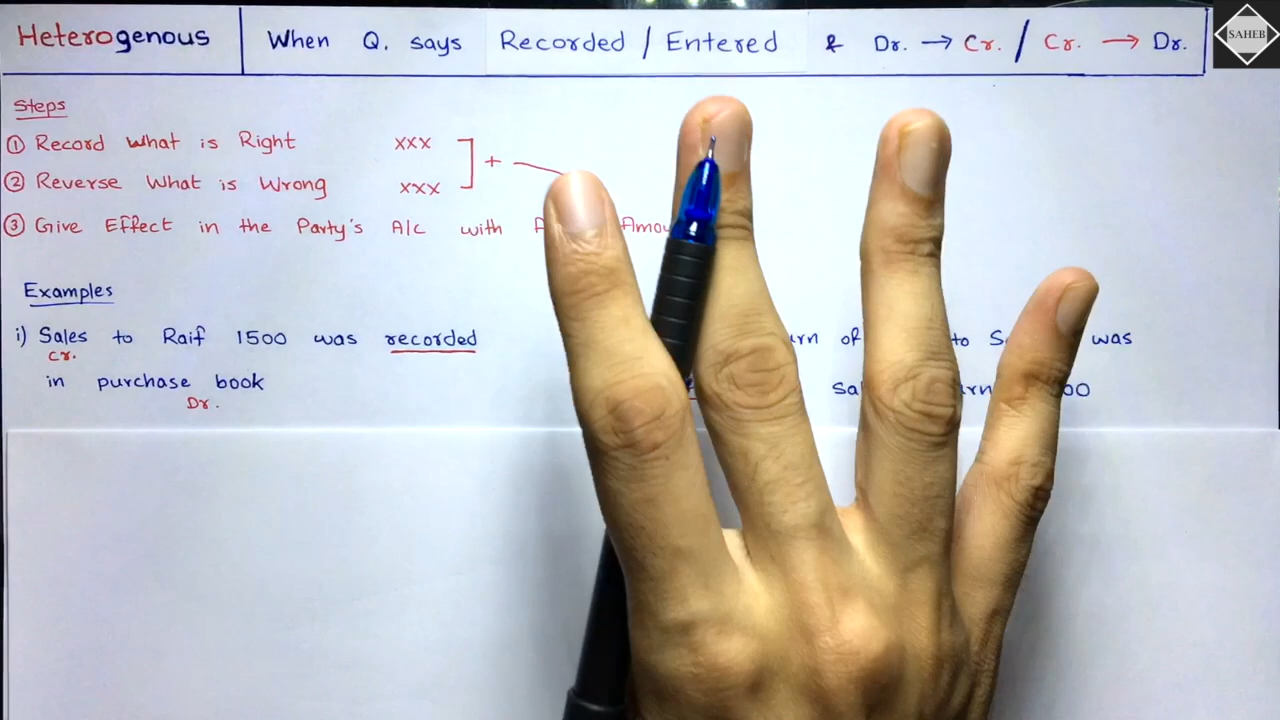 Heterogenous When Q. says Recorded / Entered & Dr. → Cr. / Cr. → Dr.
SAHEB
Steps
① Record What is Right xxx
② Reverse What is Wrong xxx
+
③ Give Effect in the Party's A/c with
Examples
i) Sales to Raif 1500 was recorded
Cr.
in purchase book
Dr.
of to was